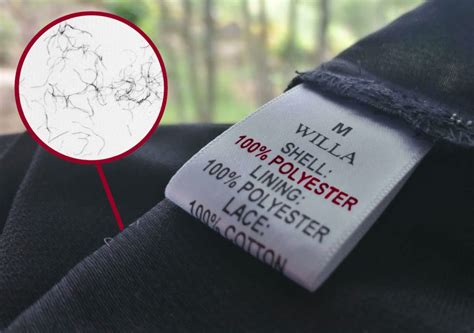 M
WILLA
SHELL:
100% POLYESTER
LINING:
100% POLYESTER
LACE:
100% COTTON